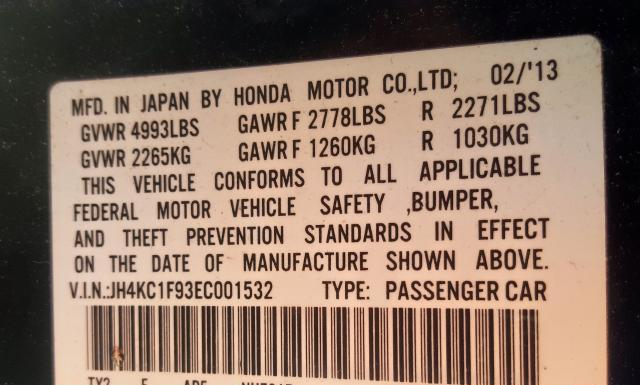 MFD. IN JAPAN BY HONDA MOTOR CO.,LTD; 02/'13
GVWR 4993LBS GAWR F 2778LBS R 2271LBS
GVWR 2265KG GAWR F 1260KG R 1030KG
THIS VEHICLE CONFORMS TO ALL APPLICABLE
FEDERAL MOTOR VEHICLE SAFETY ,BUMPER,
AND THEFT PREVENTION STANDARDS IN EFFECT
ON THE DATE OF MANUFACTURE SHOWN ABOVE.
V.I.N.:JH4KC1F93EC001532 TYPE: PASSENGER CAR